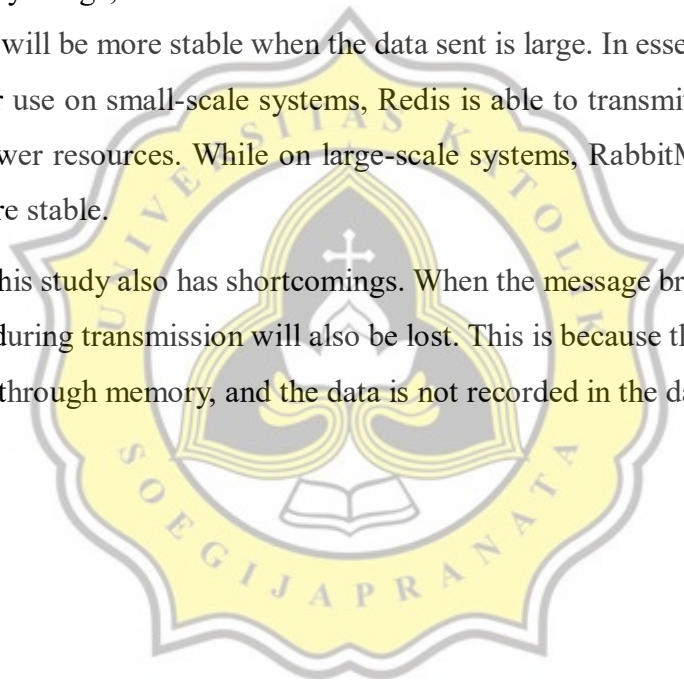 will be more stable when the data sent is large. In esse
use on small-scale systems, Redis is able to transmi
wer resources. While on large-scale systems, Rabbit
re stable.
his study also has shortcomings. When the message br
during transmission will also be lost. This is because t
through memory, and the data is not recorded in the da
UNIVERSITAS KATOLIK
SOEGIJAPRANATA